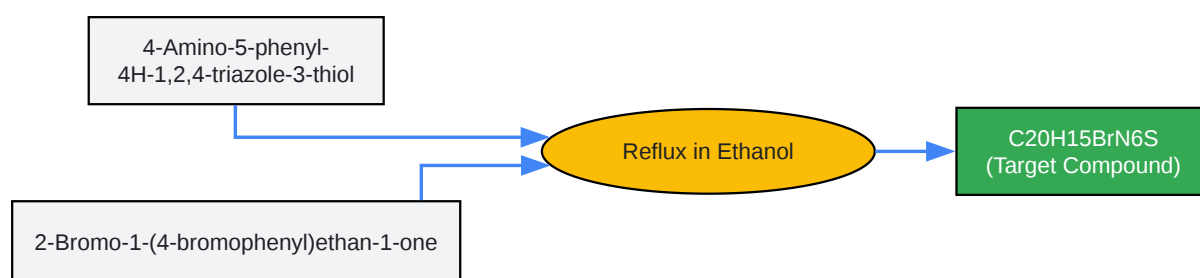 4-Amino-5-phenyl-
4H-1,2,4-triazole-3-thiol
Reflux in Ethanol
C20H15BrN6S
(Target Compound)
2-Bromo-1-(4-bromophenyl)ethan-1-one